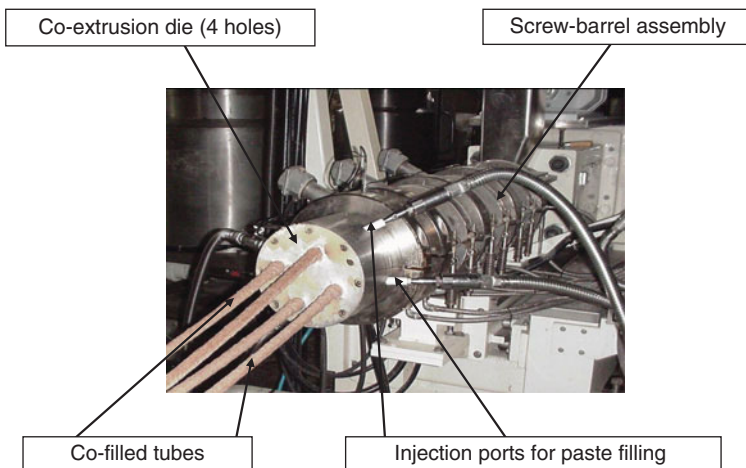 Co-extrusion die (4 holes)
Screw-barrel assembly
Co-filled tubes
Injection ports for paste filling